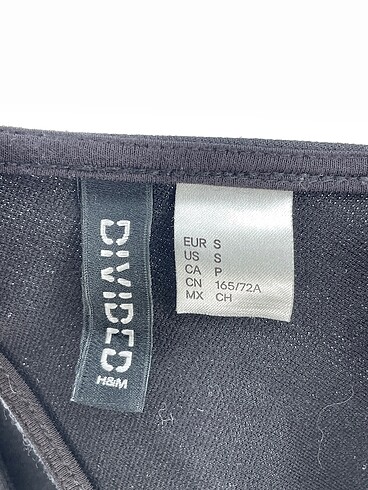 DIVIDED
H&M
EUR S
US S
CA P
CN 165/72A
MX CH